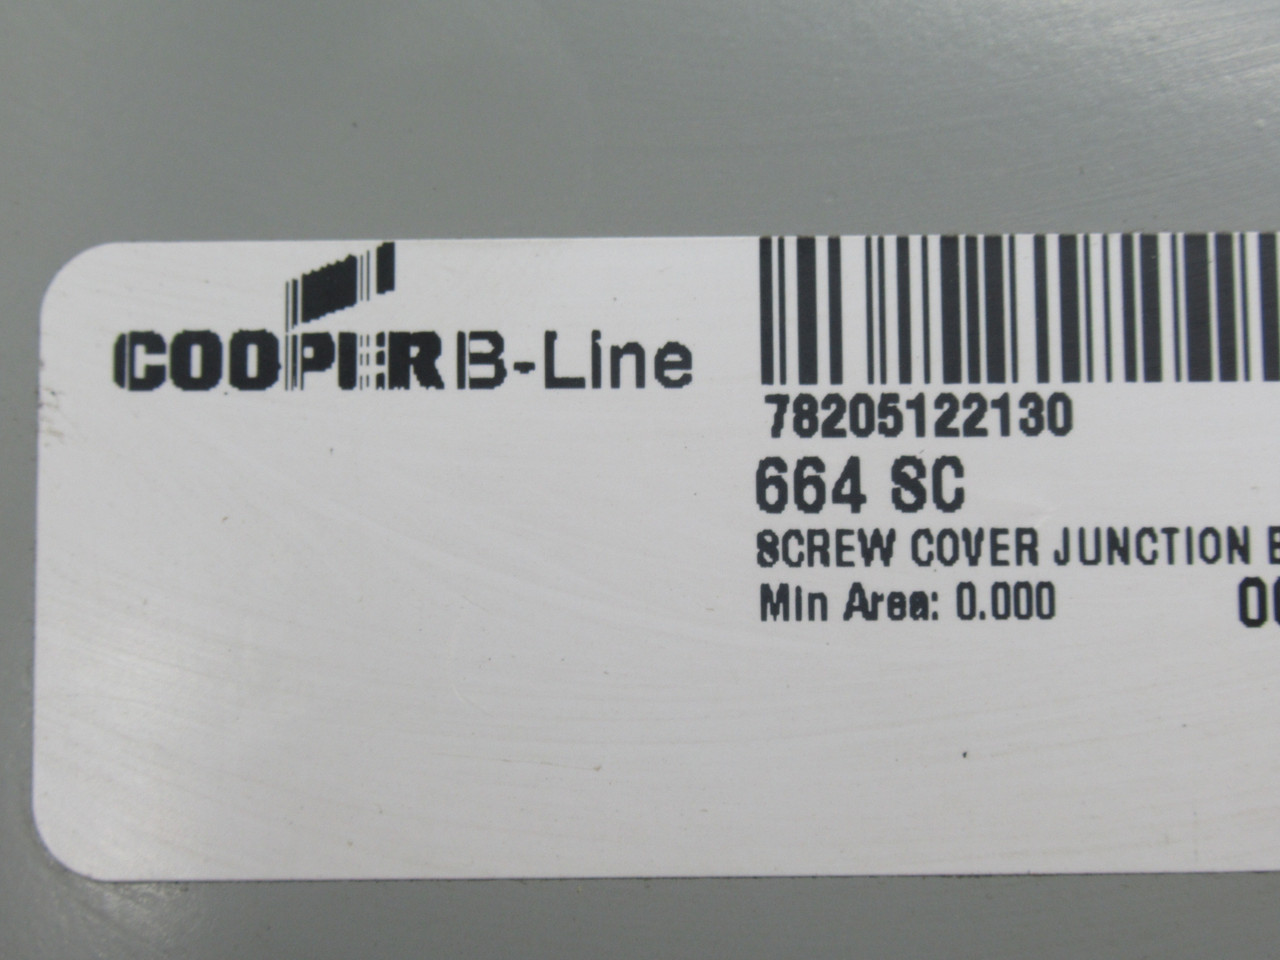 COOPER B-Line
78205122130
664 SC
SCREW COVER JUNCTION
Min Area: 0.000